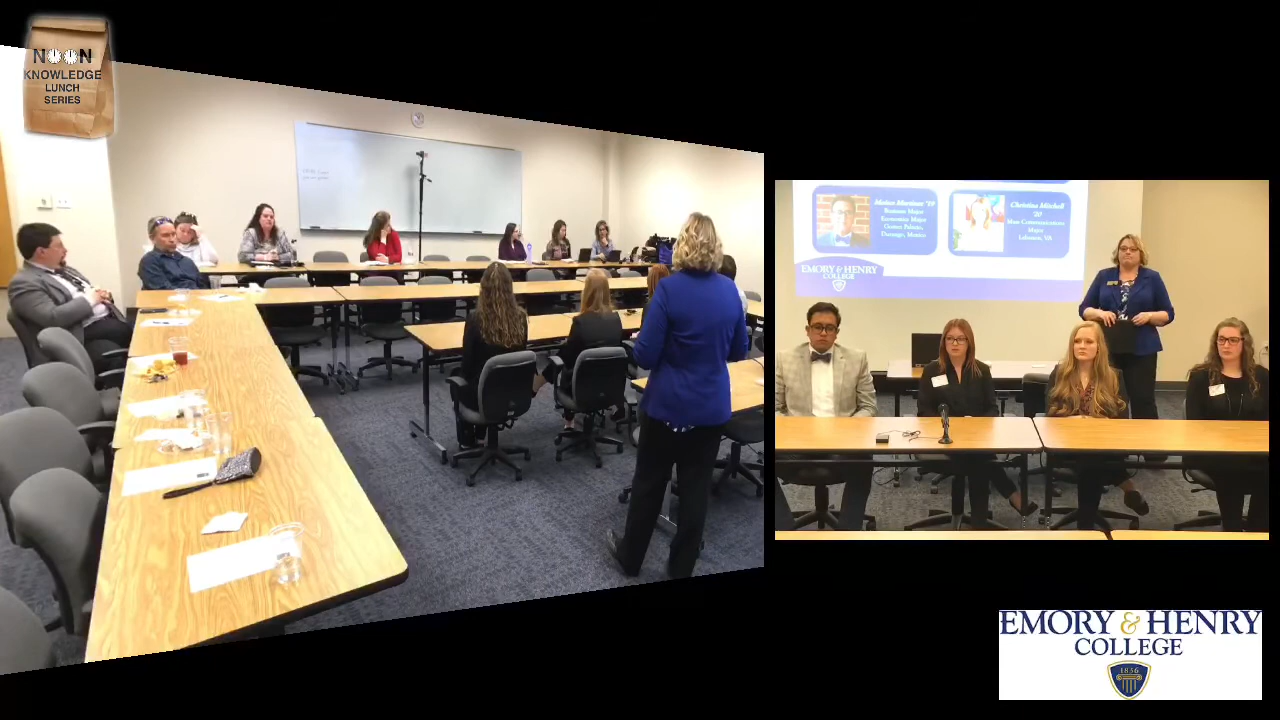 NOON
KNOWLEDGE
LUNCH
SERIES
Marian Martinez '19
Business Major
Economics Major
Gomez Palacio,
Durango, Mexico
Christina Mitchell
'20
Mass Communications
Major
Lebanon, VA
EMORY & HENRY
COLLEGE
EMORY & HENRY
COLLEGE
1836